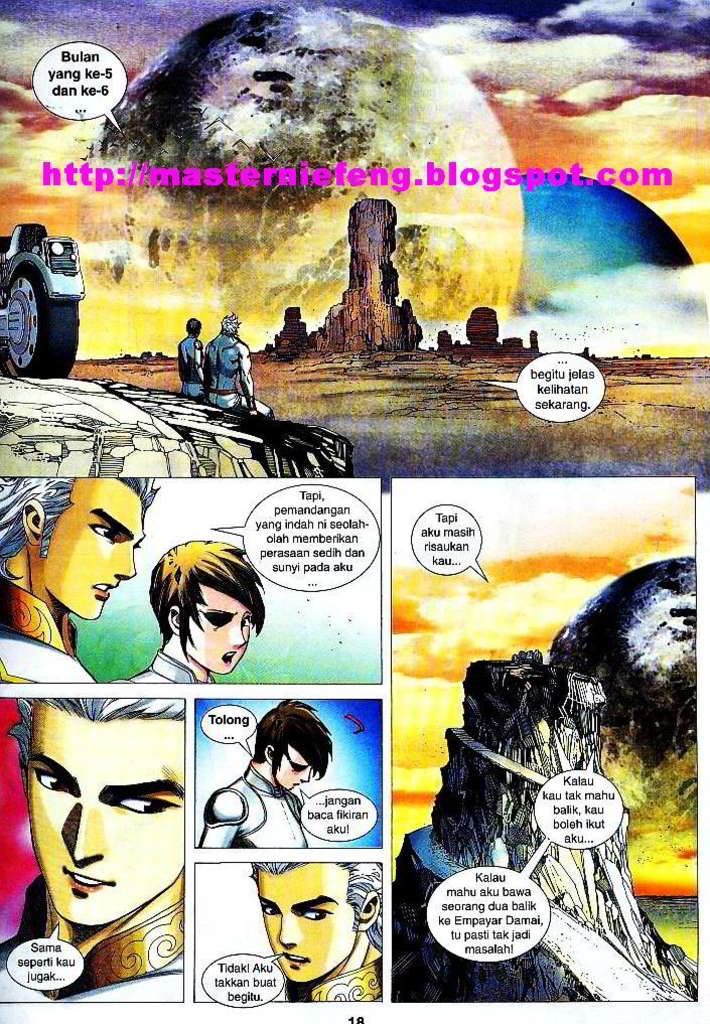 Bulan
yang ke-5
dan ke-6
...
http://masterniefeng.blogspot.com
...
begitu jelas
kelihatan
sekarang.
Tapi,
pemandangan
yang indah ni seolah-
olah memberikan
perasaan sedih dan
sunyi pada aku
...
Sama
seperti kau
jugak...
Tolong
...
...jangan
baca fikiran
aku!
Tidak! Aku
takkan buat
begitu.
Tapi
aku masih
risaukan
kau...
Kalau
kau tak mahu
balik, kau
boleh ikut
aku...
Kalau
mahu aku bawa
seorang dua balik
ke Empayar Damai,
tu pasti tak jadi
masalah!
18